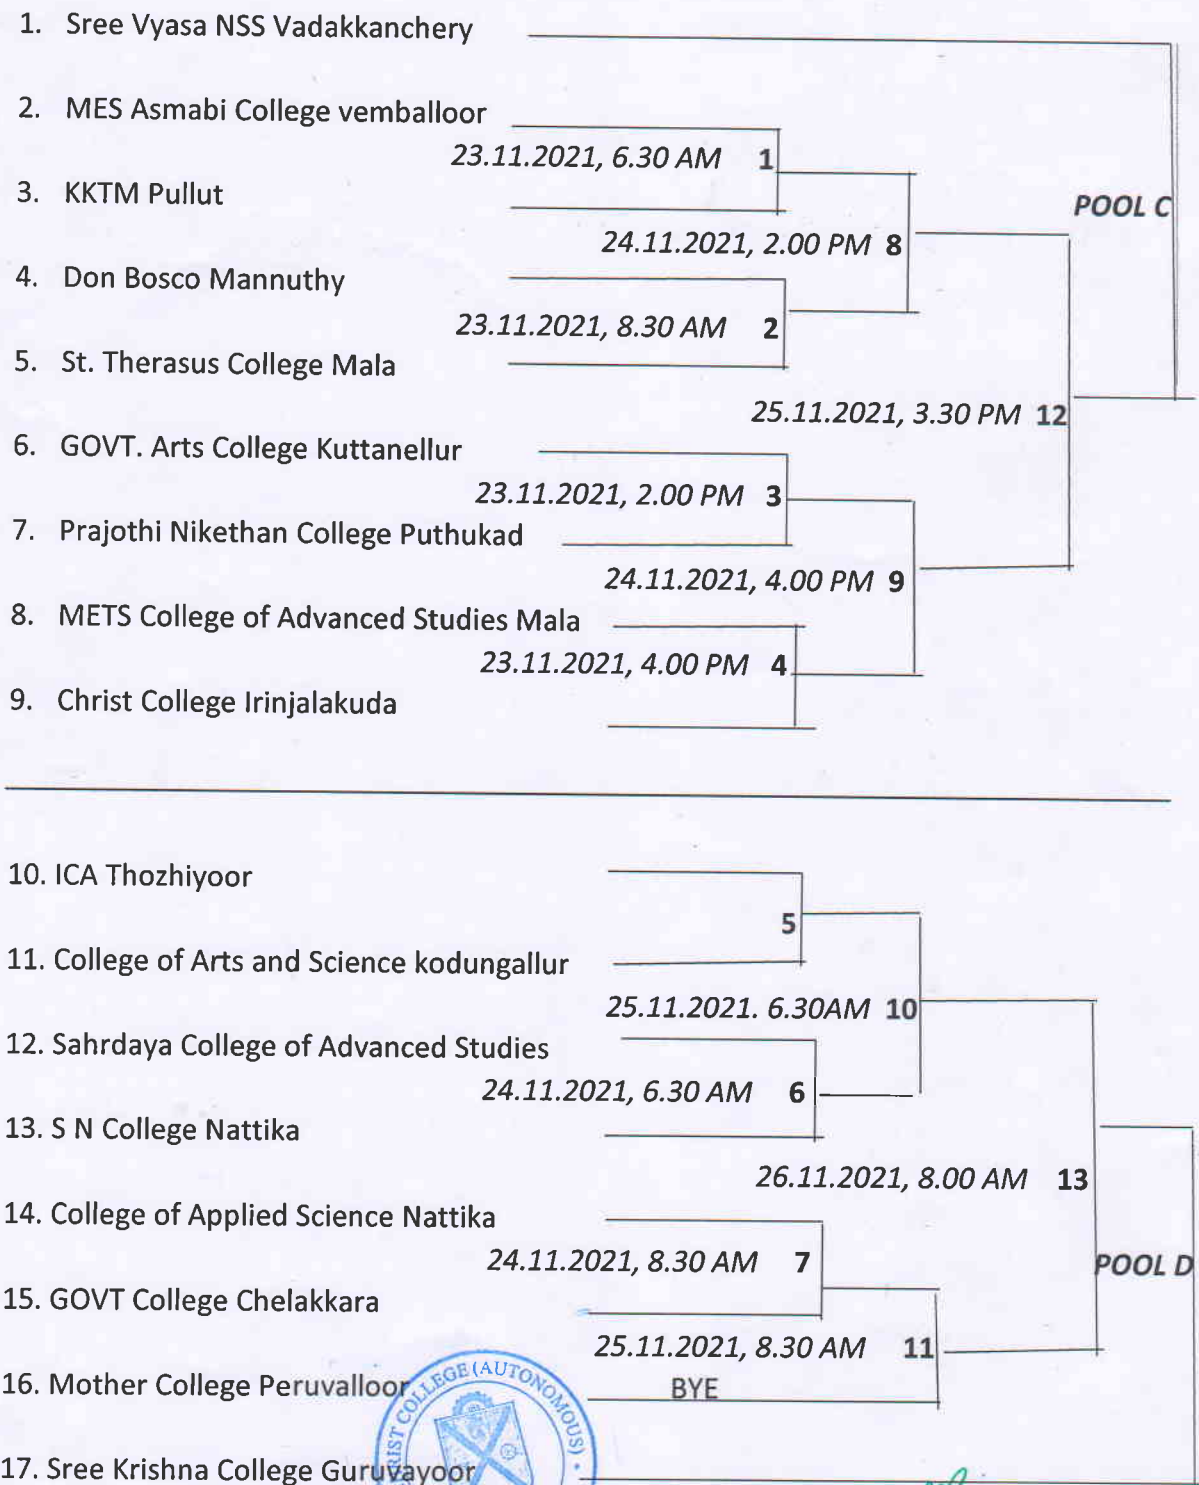 1. Sree Vyasa NSS Vadakkanchery
2. MES Asmabi College vemballoor
23.11.2021, 6.30 AM 1
3. KKTM Pullut
POOL C
24.11.2021, 2.00 PM 8
4. Don Bosco Mannuthy
23.11.2021, 8.30 AM 2
5. St. Therasus College Mala
25.11.2021, 3.30 PM 12
6. GOVT. Arts College Kuttanellur
23.11.2021, 2.00 PM 3
7. Prajothi Nikethan College Puthukad
24.11.2021, 4.00 PM 9
8. METS College of Advanced Studies Mala
23.11.2021, 4.00 PM 4
9. Christ College Irinjalakuda
10. ICA Thozhiyoor
5
11. College of Arts and Science kodungallur
25.11.2021. 6.30AM 10
12. Sahrdaya College of Advanced Studies
24.11.2021, 6.30 AM 6
13. S N College Nattika
26.11.2021, 8.00 AM 13
14. College of Applied Science Nattika
24.11.2021, 8.30 AM 7
POOL D
15. GOVT College Chelakkara
25.11.2021, 8.30 AM 11
16. Mother College Peruvalloor BYE
17. Sree Krishna College Guruvayoor
RIST COLLEGE (AUTONOMOUS)